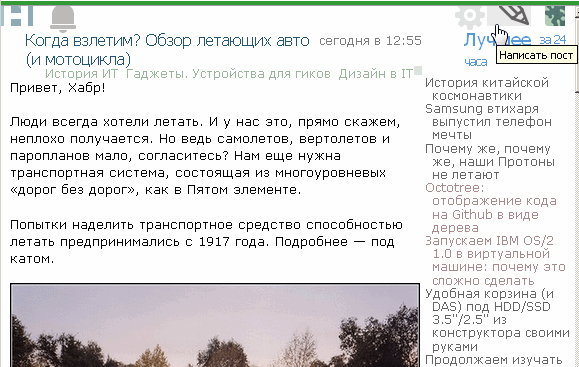 Когда взлетим? Обзор летающих авто сегодня в 12:55
(и мотоцикла)
История ИТ Гаджеты. Устройства для гиков Дизайн в IT
Привет, Хабр!
Люди всегда хотели летать. И у нас это, прямо скажем,
неплохо получается. Но ведь самолетов, вертолетов и
паропланов мало, согласитесь? Нам еще нужна
транспортная система, состоящая из многоуровневых
«дорог без дорог», как в Пятом элементе.
Попытки наделить транспортное средство способностью
летать предпринимались с 1917 года. Подробнее — под
катом.
Лучшее за 24
часа
Написать пост
История китайской
космонавтики
Samsung втихаря
выпустил телефон
мечты
Почему же, почему
же, наши Протоны
не летают
Octotree:
отображение кода
на Github в виде
дерева
Запускаем IBM OS/2
1.0 в виртуальной
машине: почему это
сложно сделать
Удобная корзина (и
DAS) под HDD/SSD
3.5"/2.5" из
конструктора своими
руками
Продолжаем изучать